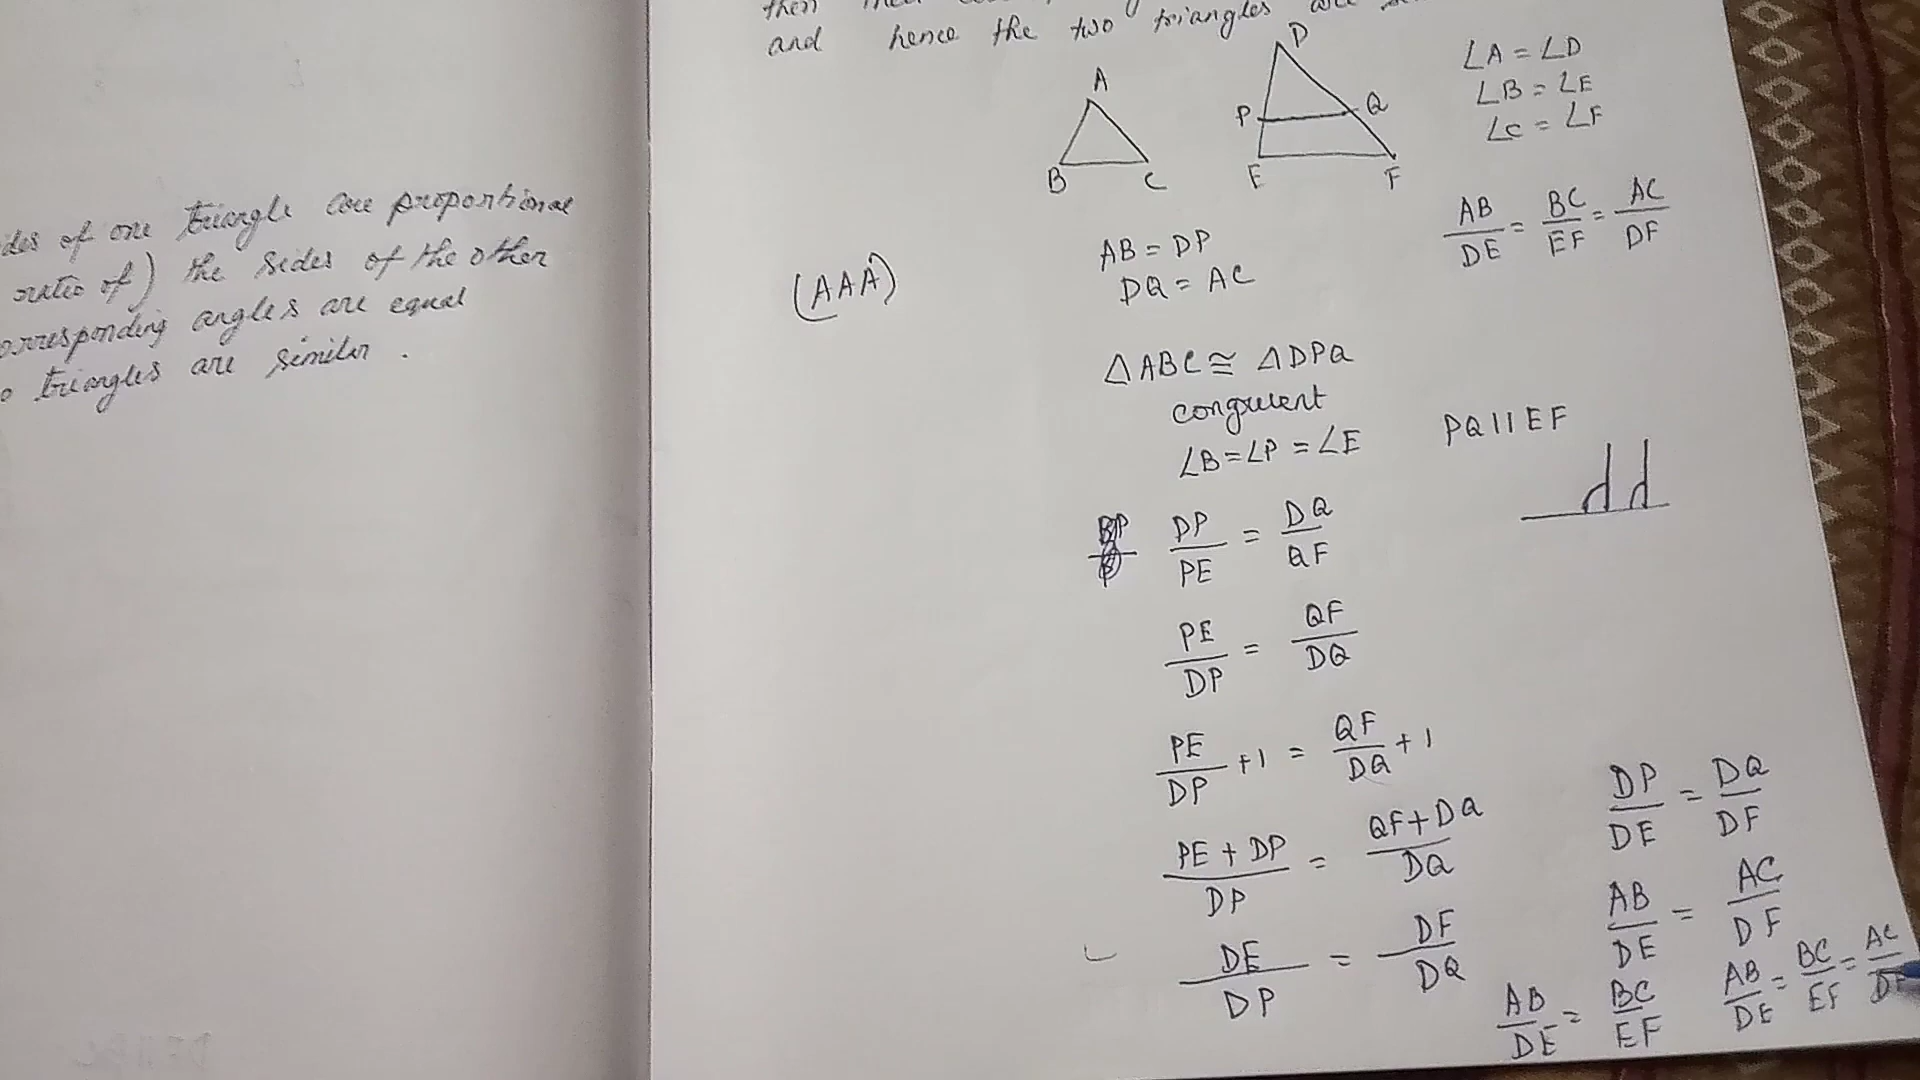 des of one triangle are proportional
ratio of) the sides of the other
orresponding angles are equal
o triangles are similar .
then
and hence the two triangles are
A
B C
D
P Q
E F
∠A = ∠D
∠B = ∠E
∠C = ∠F
AB/DE = BC/EF = AC/DF
(AAA)
AB = DP
DQ = AC
△ABC ≅ △DPQ
congruent
∠B = ∠P = ∠E
PQ || EF
DP/PE = DQ/QF
PE/DP = QF/DQ
PE/DP + 1 = QF/DQ + 1
PE + DP/DP = QF + DQ/DQ
DE/DP = DF/DQ
DP/DE = DQ/DF
AB/DE = AC/DF
AB/DE = BC/EF
AB/DE = BC/EF = AC/DF